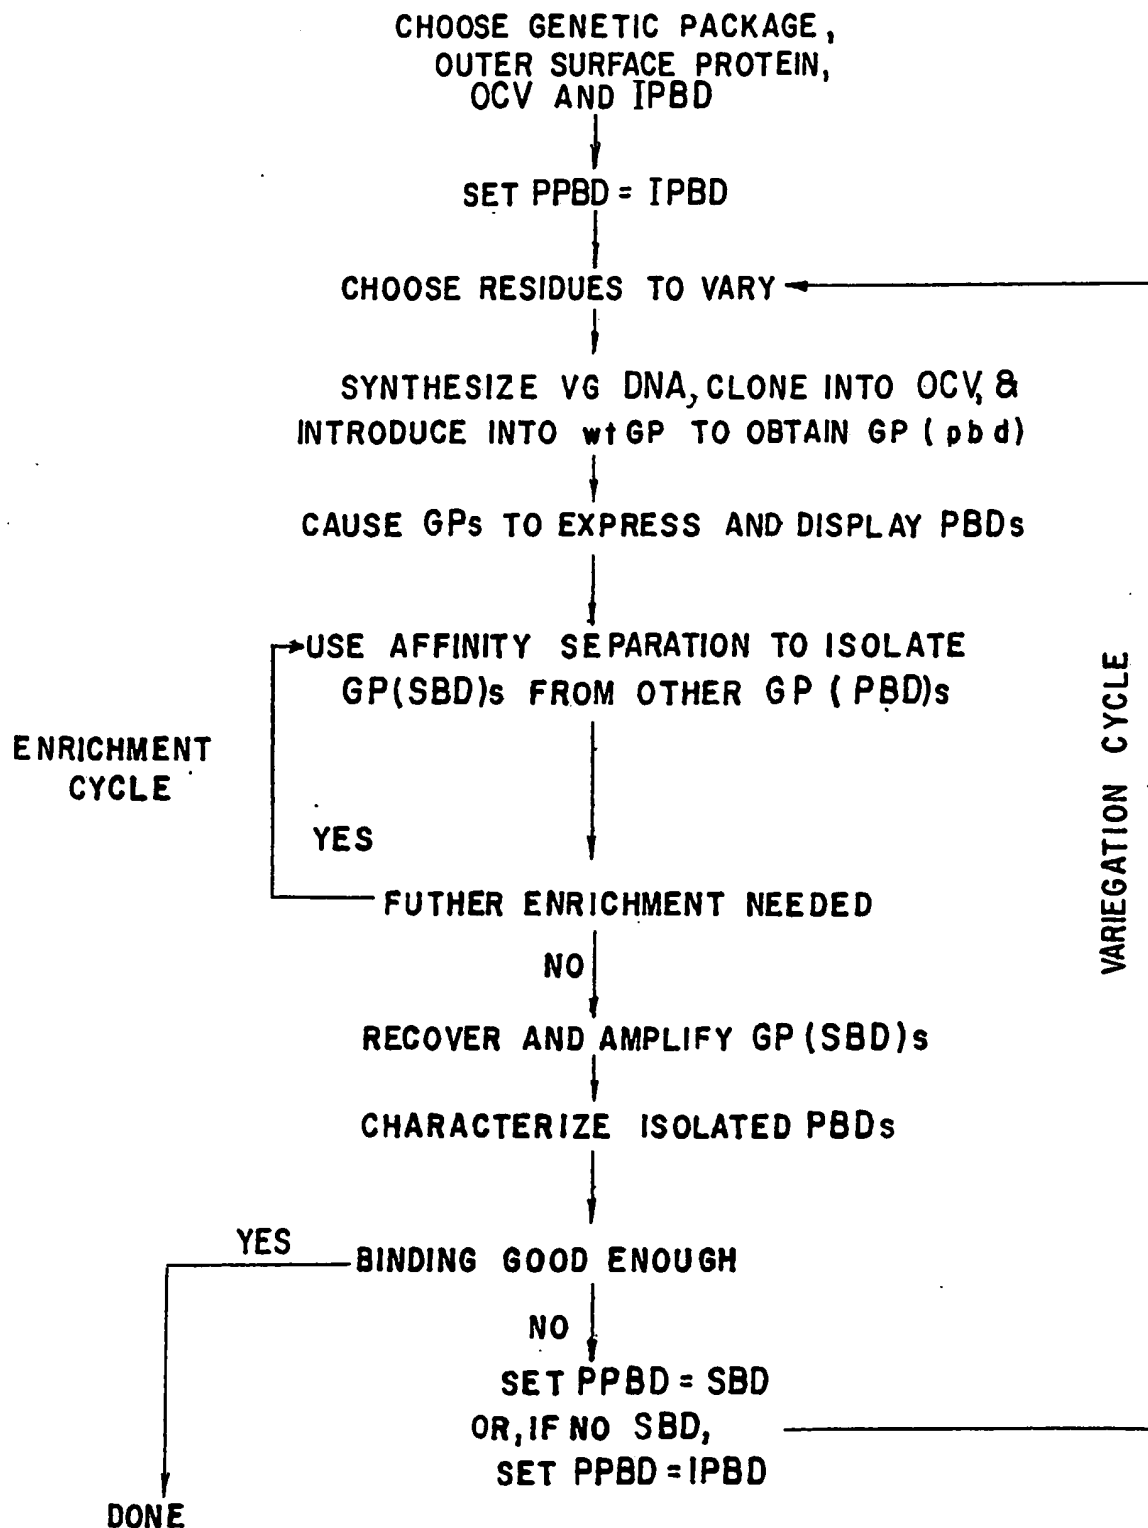 CHOOSE GENETIC PACKAGE,
OUTER SURFACE PROTEIN,
OCV AND IPBD
SET PPBD = IPBD
CHOOSE RESIDUES TO VARY
SYNTHESIZE VG DNA, CLONE INTO OCV, &
INTRODUCE INTO wtGP TO OBTAIN GP (pbd)
CAUSE GPs TO EXPRESS AND DISPLAY PBDs
USE AFFINITY SEPARATION TO ISOLATE
GP(SBD)s FROM OTHER GP (PBD)s
ENRICHMENT
CYCLE
YES
FUTHER ENRICHMENT NEEDED
NO
RECOVER AND AMPLIFY GP(SBD)s
CHARACTERIZE ISOLATED PBDs
YES
BINDING GOOD ENOUGH
NO
SET PPBD = SBD
OR, IF NO SBD,
SET PPBD = IPBD
DONE
VARIEGATION CYCLE